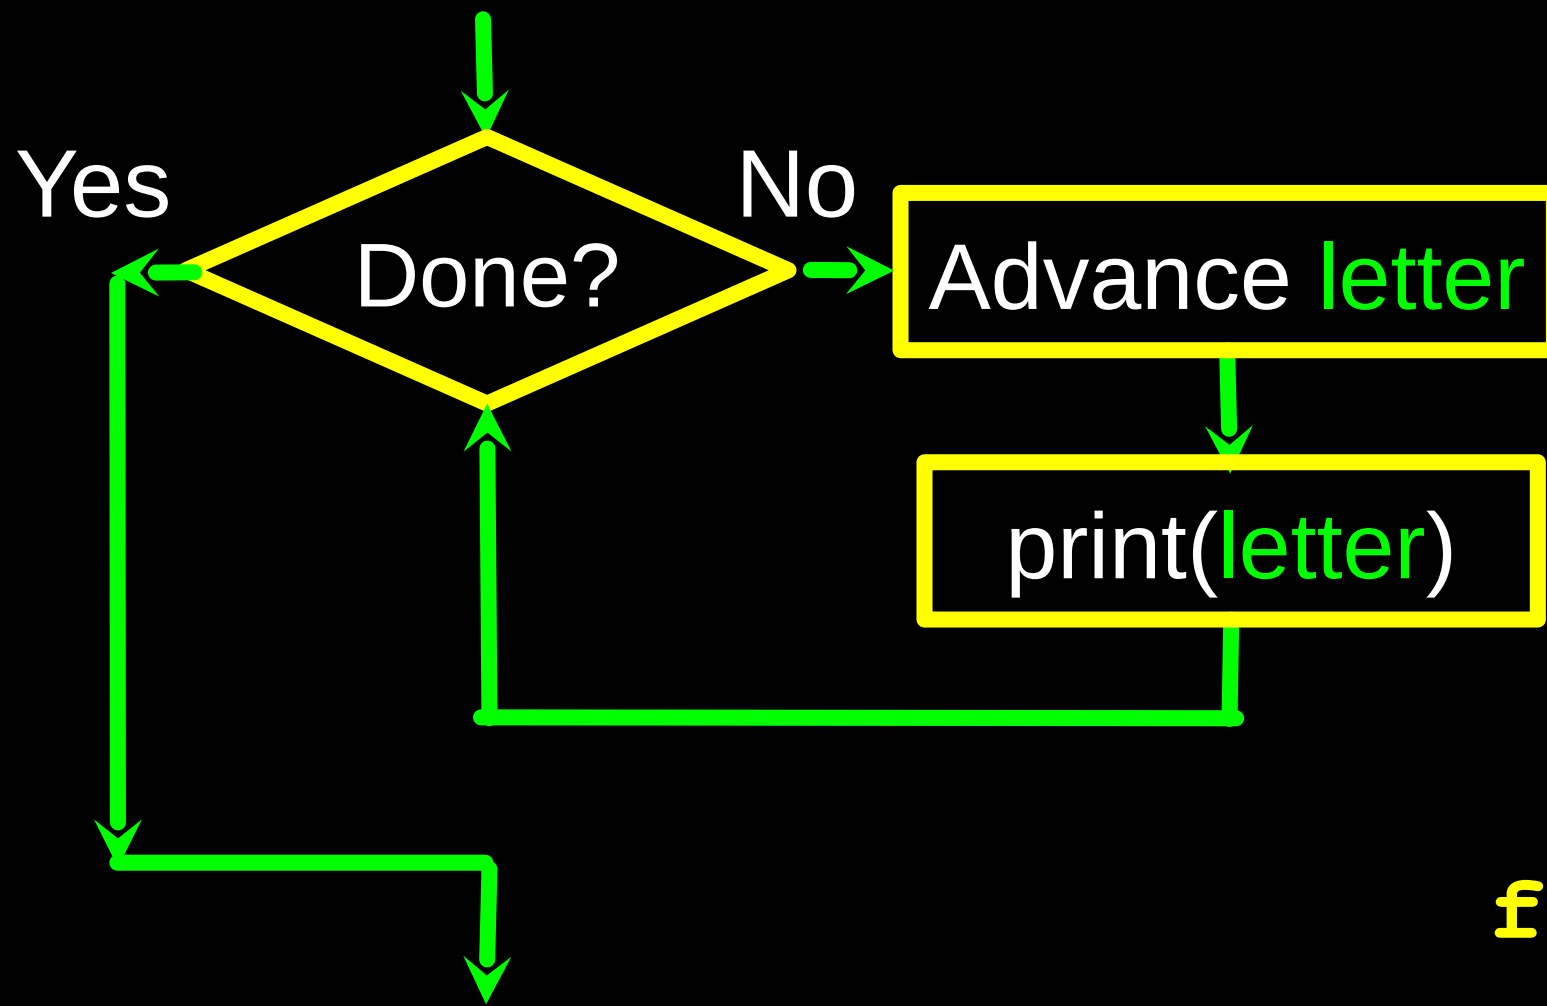 Yes
No
Done?
Advance letter
print(letter)
f